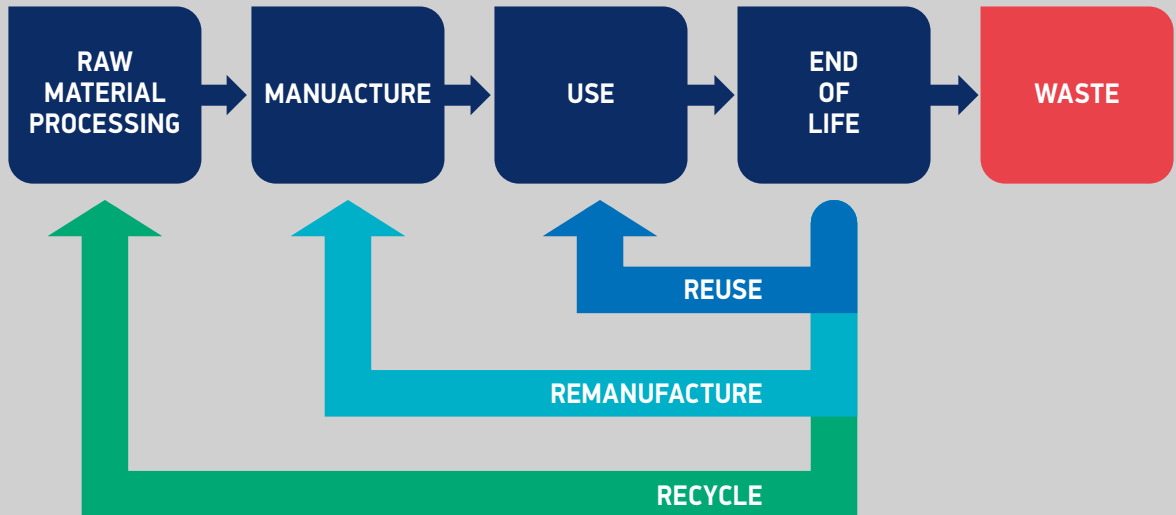 RAW
MATERIAL
PROCESSING
MANUACTURE
USE
END
OF
LIFE
WASTE
REUSE
REMANUFACTURE
RECYCLE